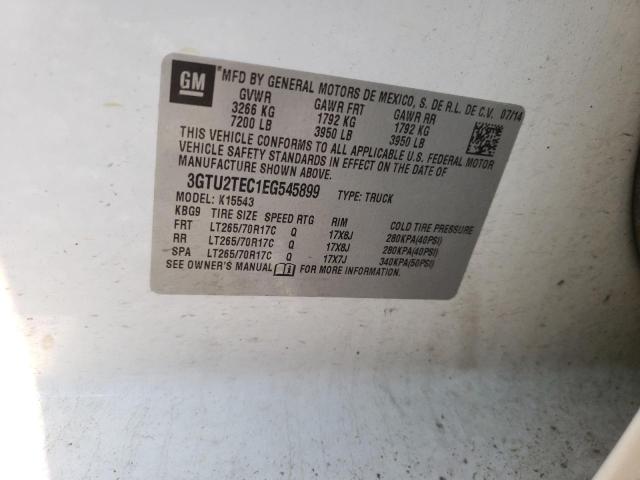 GM
*MFD BY GENERAL MOTORS DE MEXICO, S. DE R.L. DE C.V. 07/14
GVWR GAWR FRT GAWR RR
3266 KG 1792 KG 1792 KG
7200 LB 3950 LB 3950 LB
THIS VEHICLE CONFORMS TO ALL APPLICABLE U.S. FEDERAL MOTOR
VEHICLE SAFETY STANDARDS IN EFFECT ON THE DATE OF
MANUFACTURE SHOWN ABOVE.
3GTU2TEC1EG545899 TYPE: TRUCK
MODEL: K15543
KBG9 TIRE SIZE SPEED RTG RIM COLD TIRE PRESSURE
FRT LT265/70R17C Q 17X8J 280KPA(40PSI)
RR LT265/70R17C Q 17X8J 280KPA(40PSI)
SPA LT265/70R17C Q 17X7J 340KPA(50PSI)
SEE OWNER'S MANUAL FOR MORE INFORMATION.